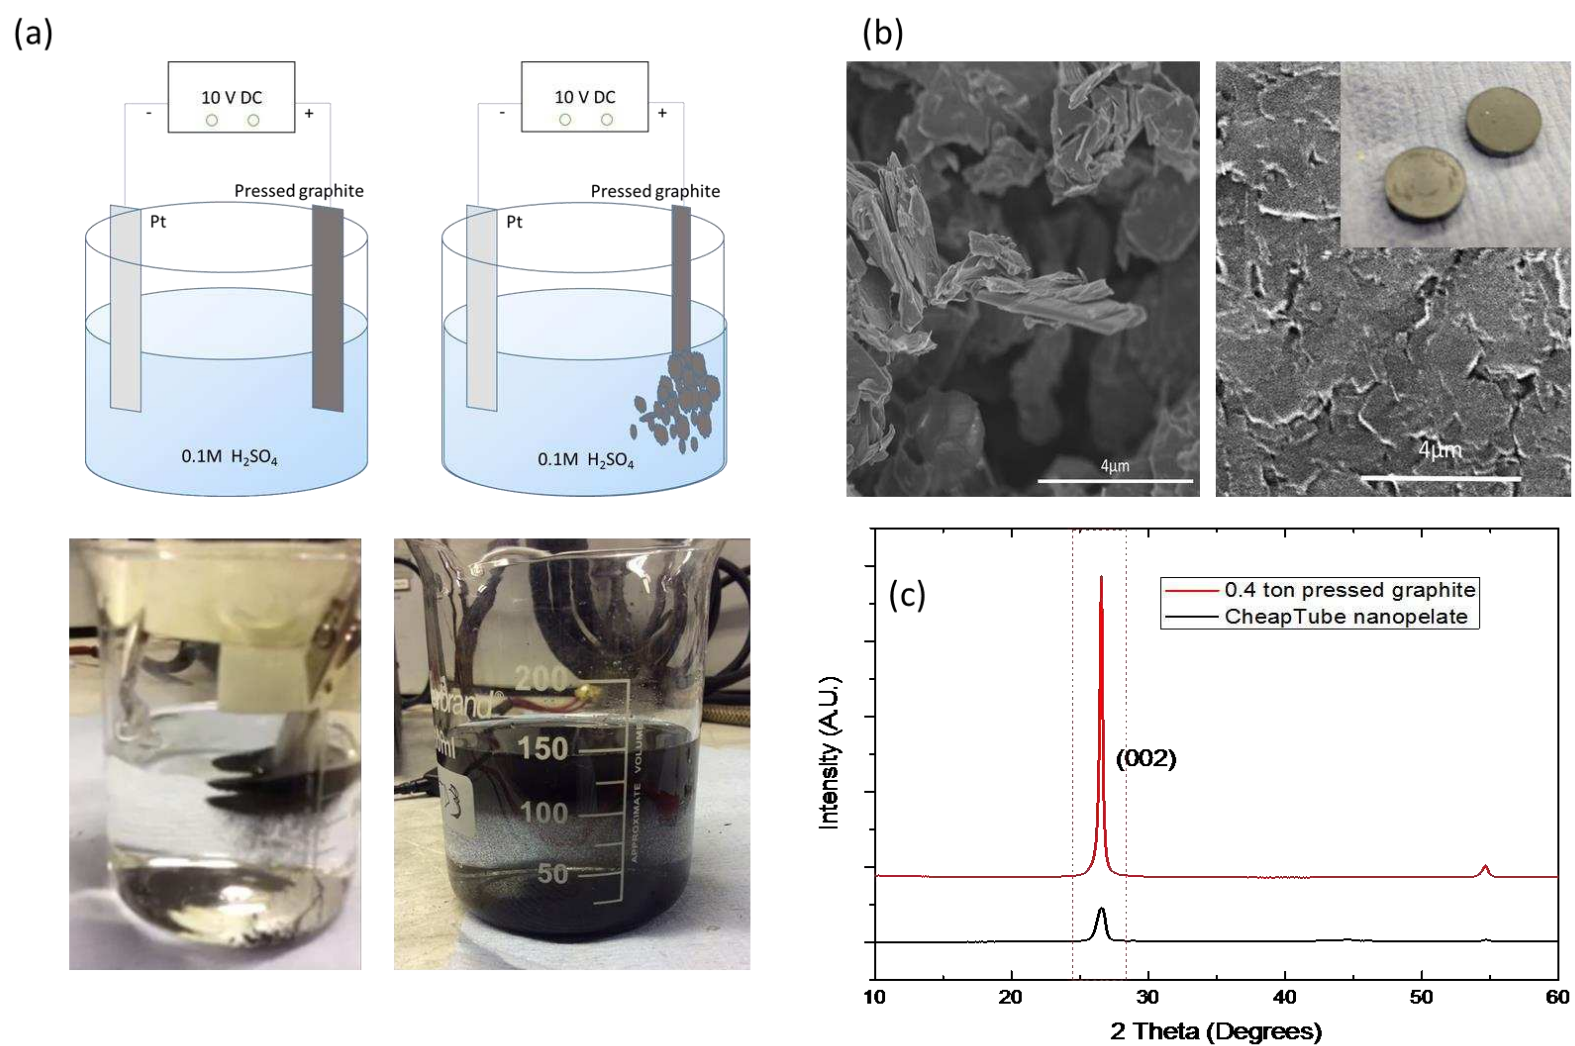 (a)
10 V DC
-
+
Pressed graphite
Pt
0.1M H₂SO₄
10 V DC
-
+
Pressed graphite
Pt
0.1M H₂SO₄
200
150
100
50
APPROXIMATE VOLUME
(b)
4μm
4μm
(c)
0.4 ton pressed graphite
CheapTube nanopelate
(002)
Intensity (A.U.)
10 20 30 40 50 60
2 Theta (Degrees)